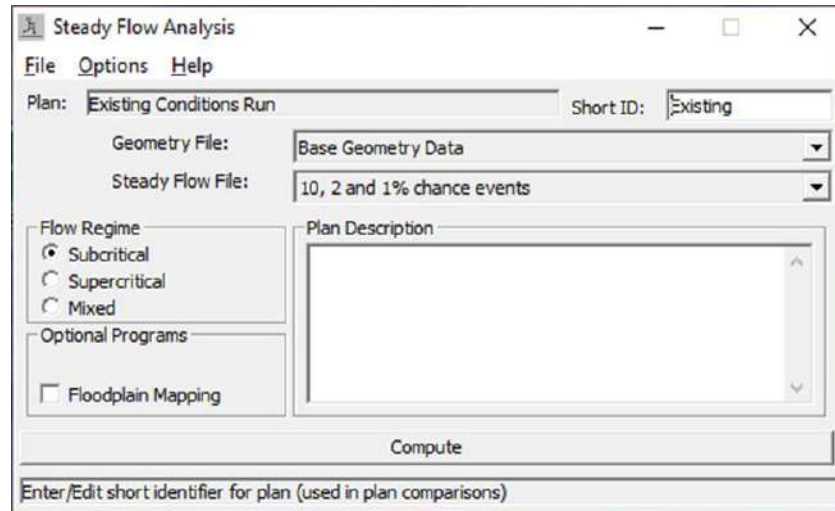 Steady Flow Analysis
File Options Help
Plan: Existing Conditions Run Short ID: Existing
Geometry File: Base Geometry Data
Steady Flow File: 10, 2 and 1% chance events
Flow Regime
Subcritical
Supercritical
Mixed
Optional Programs
Floodplain Mapping
Plan Description
Compute
Enter/Edit short identifier for plan (used in plan comparisons)